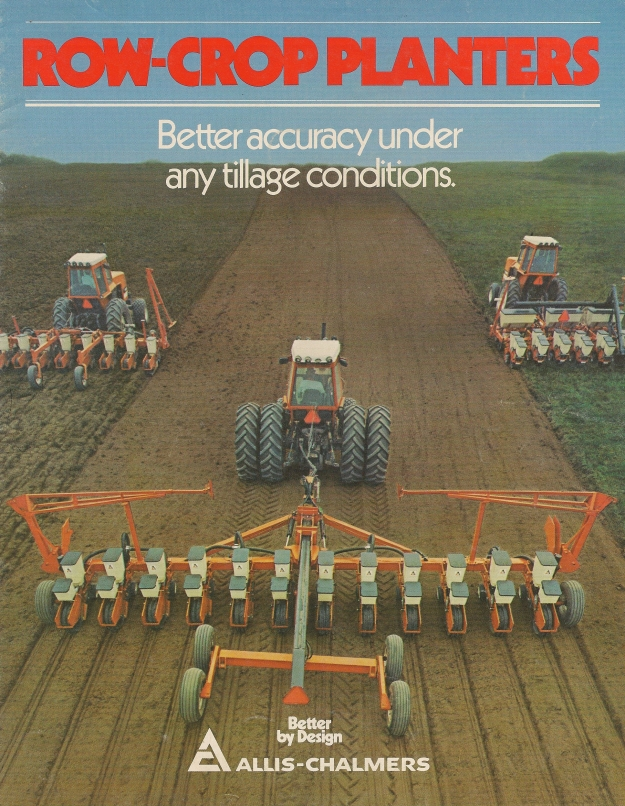 ROW-CROP PLANTERS
Better accuracy under
any tillage conditions.
Better
by Design
ALLIS-CHALMERS